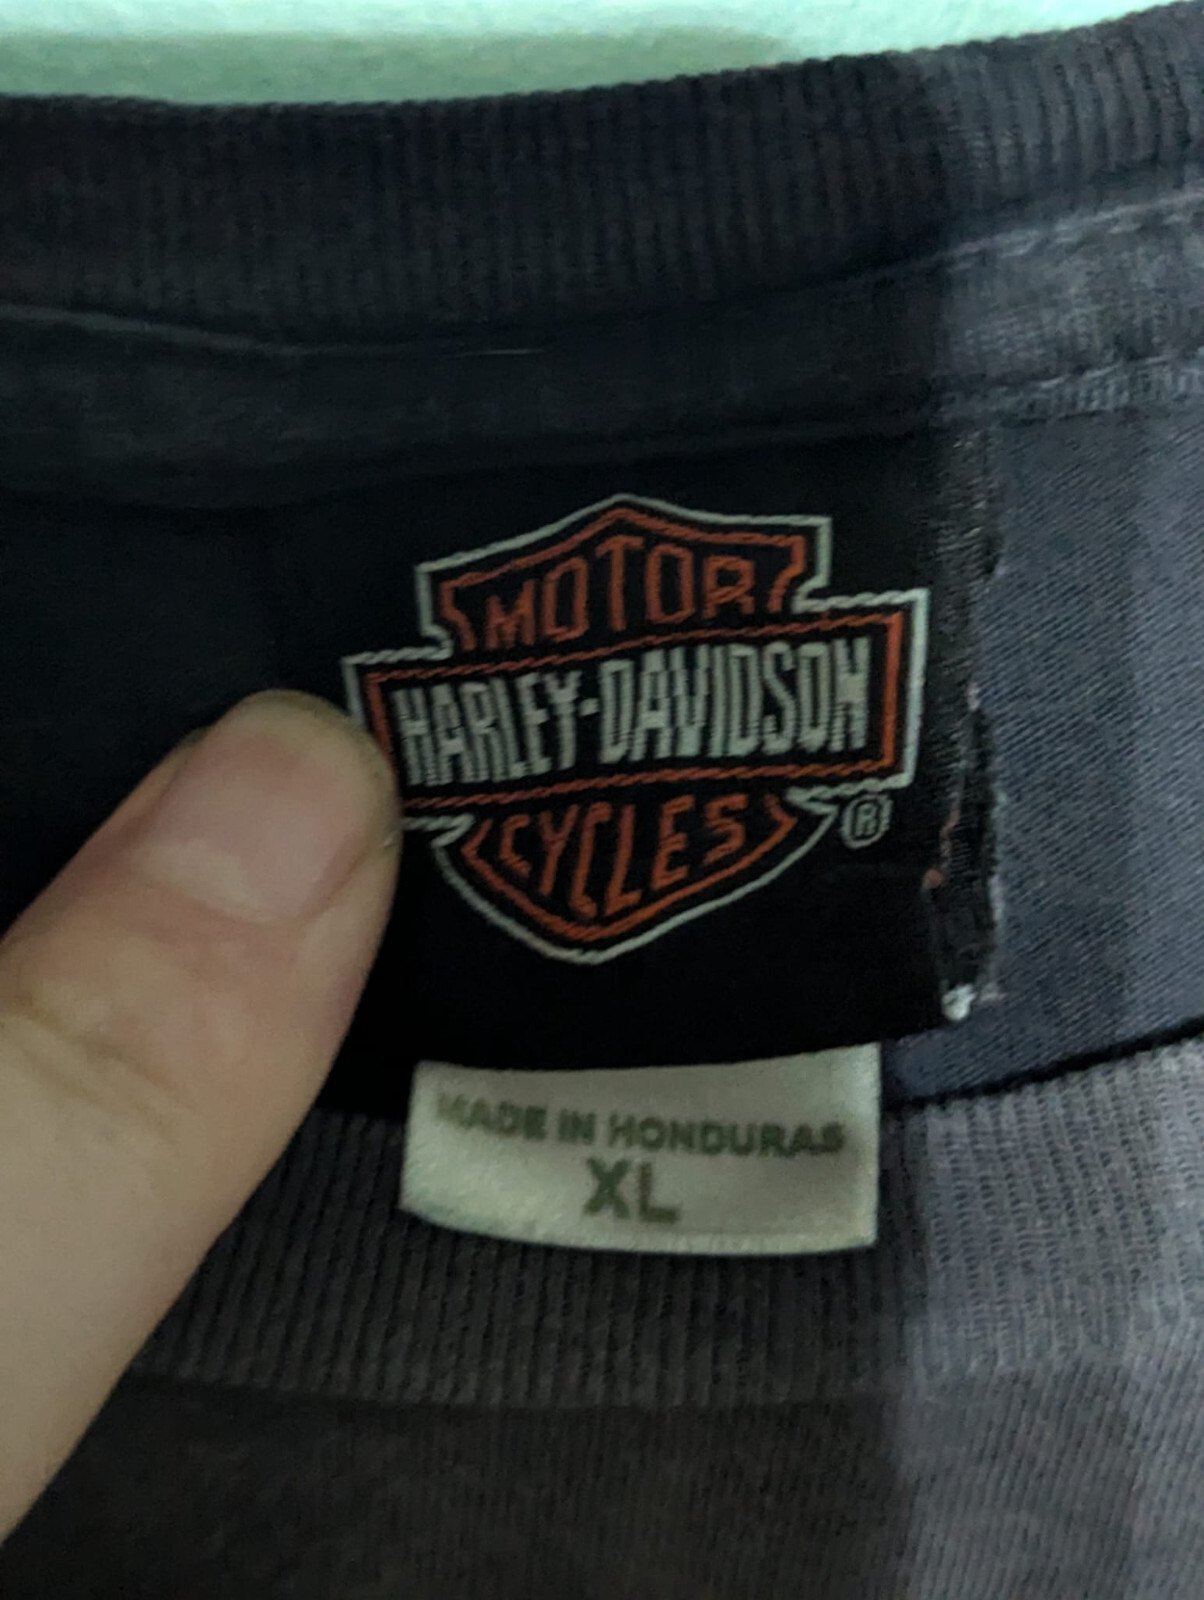 MOTOR
HARLEY-DAVIDSON
CYCLES
®
MADE IN HONDURAS
XL